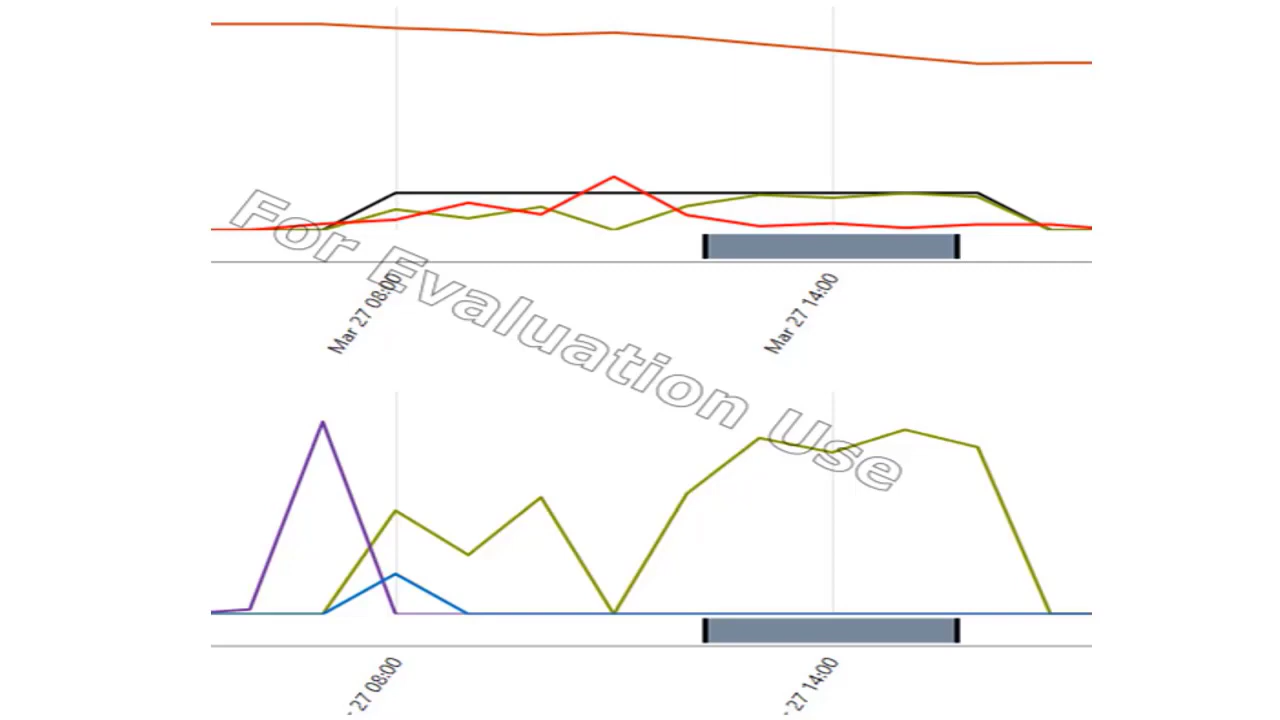 For Evaluation Use
Mar 27 08:00
Mar 27 14:00
27 08:00
27 14:00